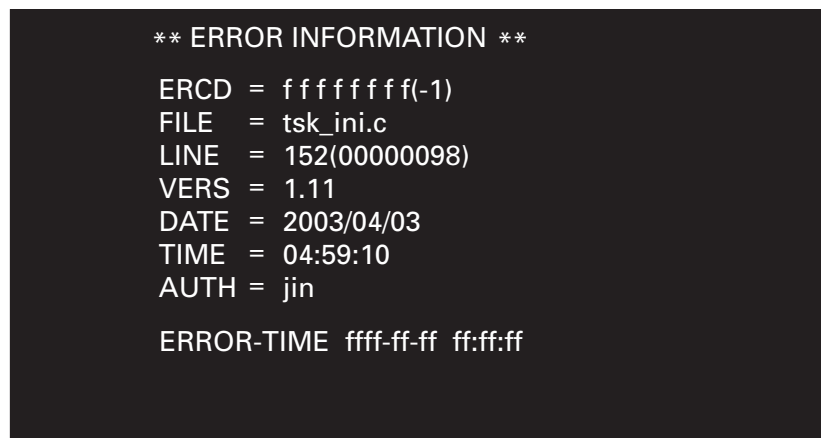 ** ERROR INFORMATION **
ERCD = f f f f f f f f(-1)
FILE = tsk_ini.c
LINE = 152(00000098)
VERS = 1.11
DATE = 2003/04/03
TIME = 04:59:10
AUTH = jin
ERROR-TIME ffff-ff-ff ff:ff:ff